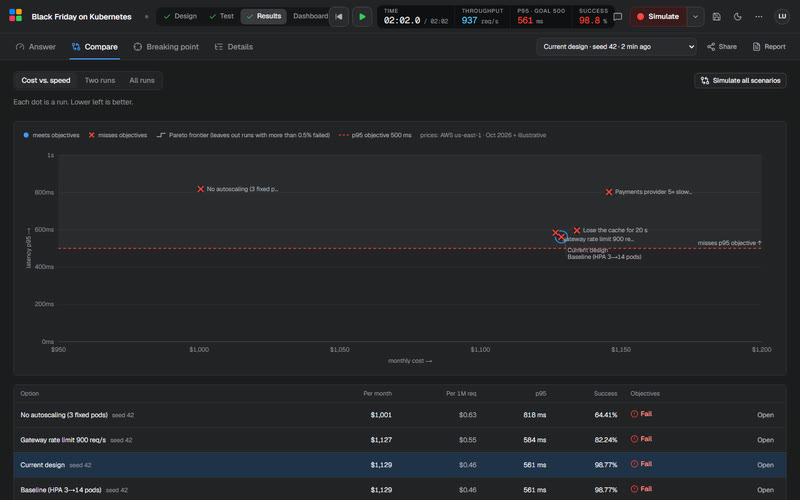 Black Friday on Kubernetes
Design
Test
Results
Dashboard
TIME
02:02.0 / 02:02
THROUGHPUT
937 req/s
P95 · GOAL 500
561 ms
SUCCESS
98.8 %
Simulate
LU
Answer
Compare
Breaking point
Details
Current design · seed 42 · 2 min ago
Share
Report
Cost vs. speed
Two runs
All runs
Simulate all scenarios
Each dot is a run. Lower left is better.
meets objectives
misses objectives
Pareto frontier (leaves out runs with more than 0.5% failed)
p95 objective 500 ms
prices: AWS us-east-1 · Oct 2026 + illustrative
1s
800ms
600ms
400ms
200ms
0ms
latency p95 →
No autoscaling (3 fixed p...
Payments provider 5× slow...
Lose the cache for 20 s
Gateway rate limit 900 re...
misses p95 objective ↑
Current design
Baseline (HPA 3→14 pods)
$950
$1,000
$1,050
$1,100
$1,150
$1,200
monthly cost →
Option Per month Per 1M req p95 Success Objectives
No autoscaling (3 fixed pods) seed 42 $1,001 $0.63 818 ms 64.41% Fail Open
Gateway rate limit 900 req/s seed 42 $1,127 $0.55 584 ms 82.24% Fail Open
Current design seed 42 $1,129 $0.46 561 ms 98.77% Fail Open
Baseline (HPA 3→14 pods) seed 42 $1,129 $0.46 561 ms 98.77% Fail Open